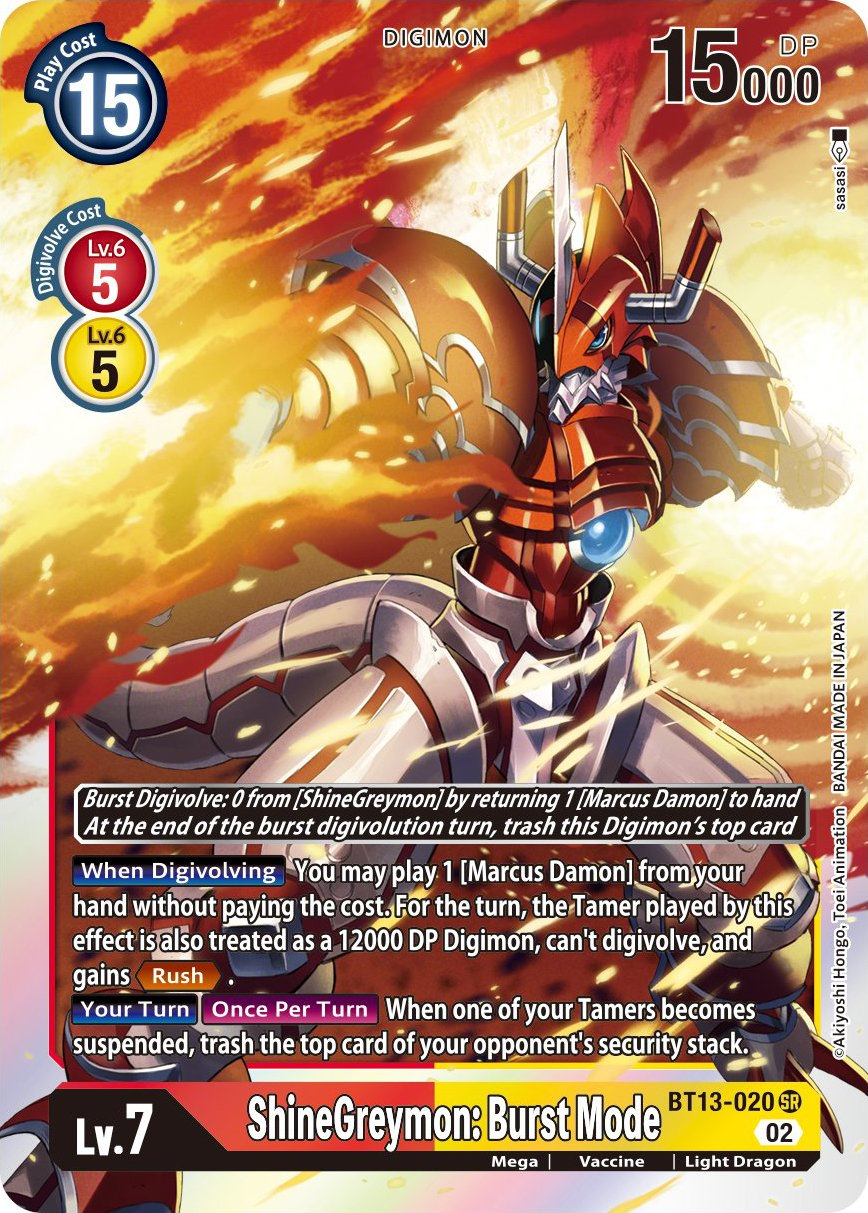 DIGIMON
Play Cost
15
15000
DP
sasasi
Digivolve Cost
Lv.6
5
Lv.6
5
Burst Digivolve: 0 from [ShineGreymon] by returning 1 [Marcus Damon] to hand
At the end of the burst digivolution turn, trash this Digimon's top card
When Digivolving You may play 1 [Marcus Damon] from your
hand without paying the cost. For the turn, the Tamer played by this
effect is also treated as a 12000 DP Digimon, can't digivolve, and
gains Rush .
Your Turn Once Per Turn When one of your Tamers becomes
suspended, trash the top card of your opponent's security stack.
©Akiyoshi Hongo, Toei Animation BANDAI MADE IN JAPAN
Lv.7
ShineGreymon: Burst Mode
BT13-020 SR
02
Mega | Vaccine | Light Dragon